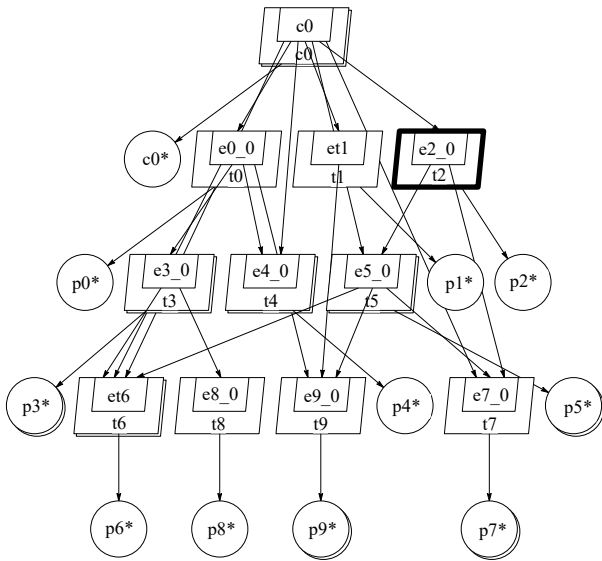 c0
c0
c0*
e0_0
t0
et1
t1
e2_0
t2
p0*
e3_0
t3
e4_0
t4
e5_0
t5
p1*
p2*
p3*
et6
t6
e8_0
t8
e9_0
t9
p4*
e7_0
t7
p5*
p6*
p8*
p9*
p7*